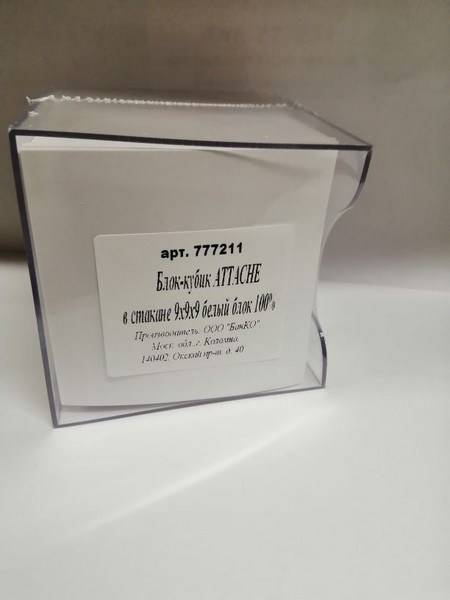 арт. 777211
Блок-кубик ATTACHE
в стакане 9х9х9 белый блок 100%
Производитель: ООО "БиКО".
Моск. обл., г. Коломна
140402, Окский пр-т. д. 40